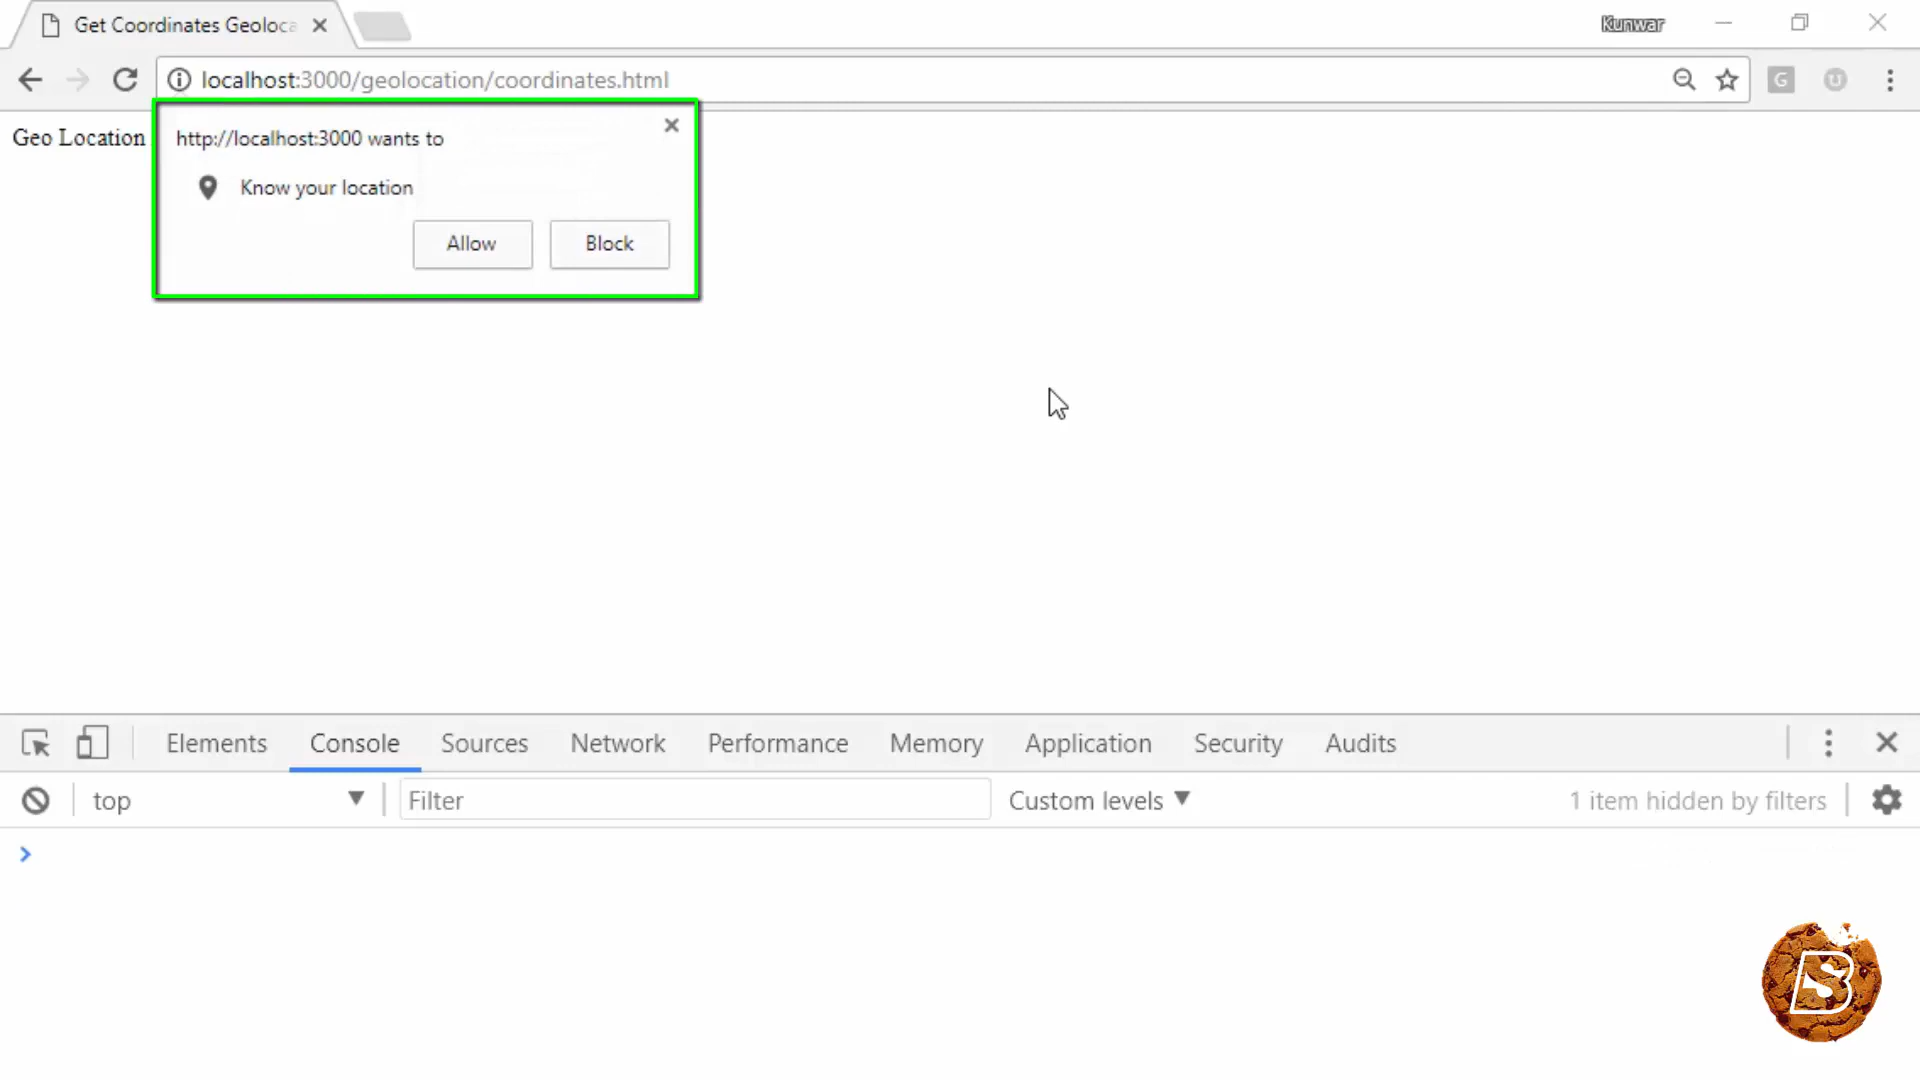 Get Coordinates Geoloca
Kunwar
localhost:3000/geolocation/coordinates.html
G
U
Geo Location
http://localhost:3000 wants to
Know your location
Allow
Block
Elements
Console
Sources
Network
Performance
Memory
Application
Security
Audits
top
Filter
Custom levels
1 item hidden by filters
BS